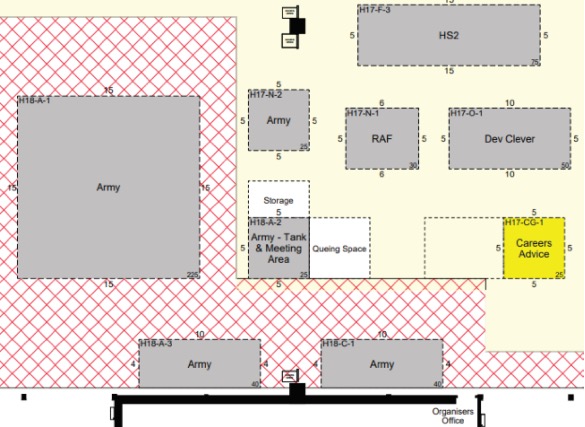 15
H17-F-3
5
HS2
5
75
15
15
H18-A-1
15
Army
15
225
15
5
H17-N-2
5
Army
5
25
5
6
H17-N-1
5
RAF
5
30
6
10
H17-O-1
5
Dev Clever
5
50
10
Storage
5
H18-A-2
5
Army - Tank
& Meeting
Area
25
5
Queing Space
5
H17-CG-1
5
Careers
Advice
5
25
5
10
H18-A-3
4
Army
4
40
10
H18-C-1
4
Army
4
40
Organisers
Office